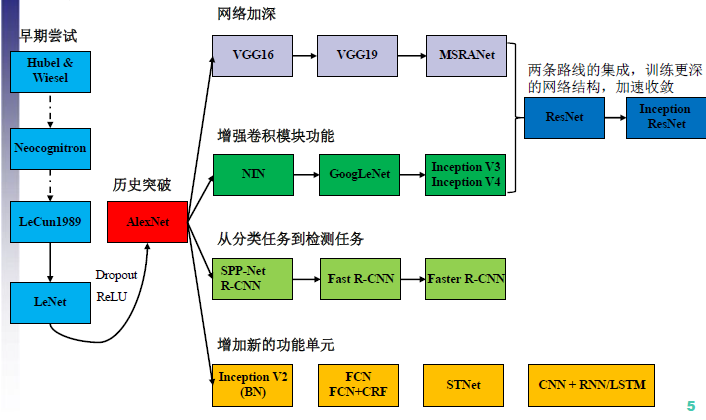 网络加深
早期尝试
Hubel &
Wiesel
VGG16
VGG19
MSRANet
两条路线的集成，训练更深
的网络结构，加速收敛
ResNet
Inception
ResNet
Neocognitron
增强卷积模块功能
NIN
GoogLeNet
Inception V3
Inception V4
历史突破
LeCun1989
AlexNet
从分类任务到检测任务
SPP-Net
R-CNN
Fast R-CNN
Faster R-CNN
Dropout
ReLU
LeNet
增加新的功能单元
Inception V2
(BN)
FCN
FCN+CRF
STNet
CNN + RNN/LSTM
5